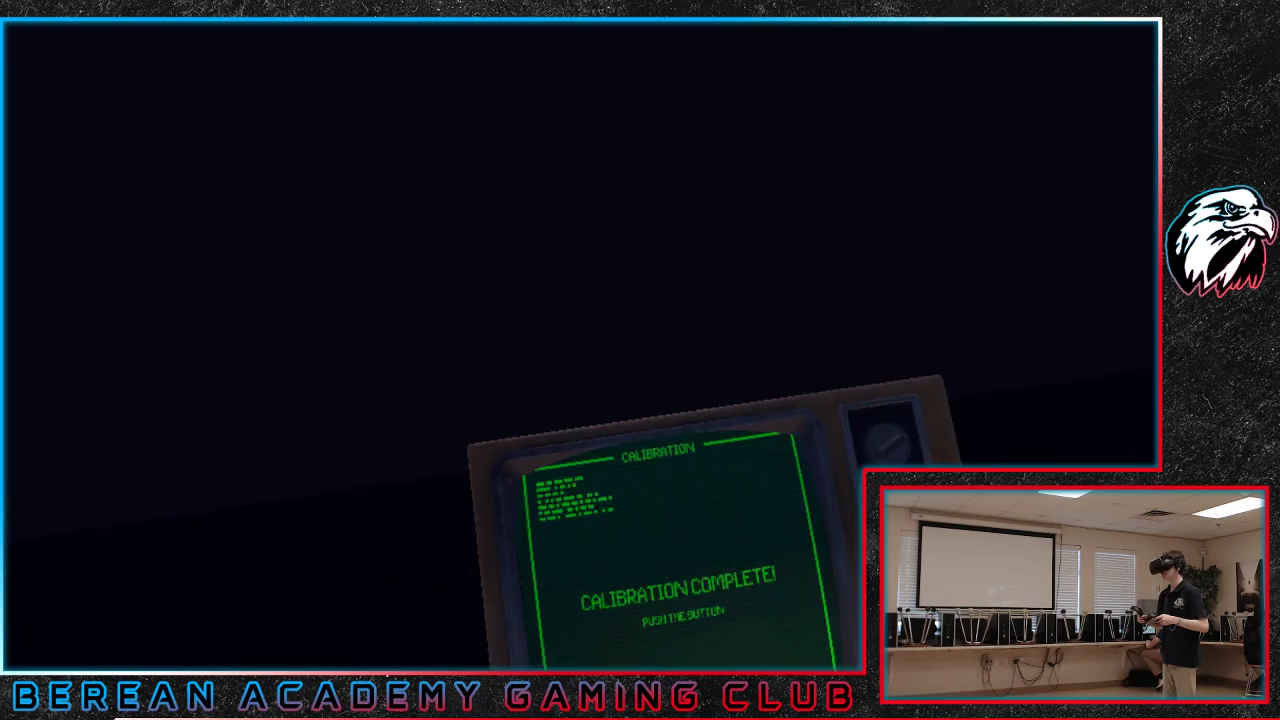 CALIBRATION
CALIBRATION COMPLETE!
PUSH THE BUTTON
BEREAN ACADEMY GAMING CLUB